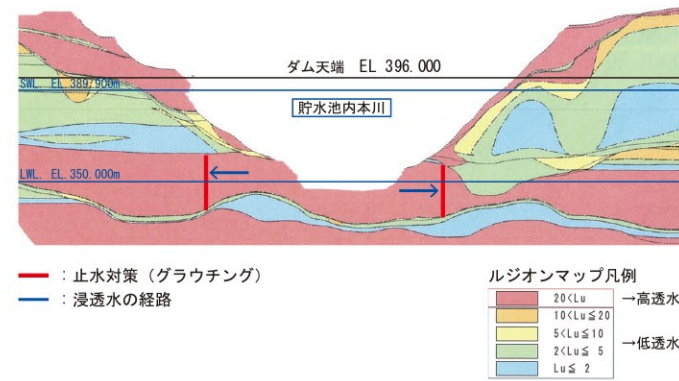 ダム天端 EL 396.000
SWL. EL.389.900m
貯水池内本川
LWL. EL.350.000m
：止水対策（グラウチング）
：浸透水の経路
ルジオンマップ凡例
20<Lu →高透水
10<Lu≦20
5<Lu≦10
2<Lu≦ 5 →低透水
Lu≦ 2